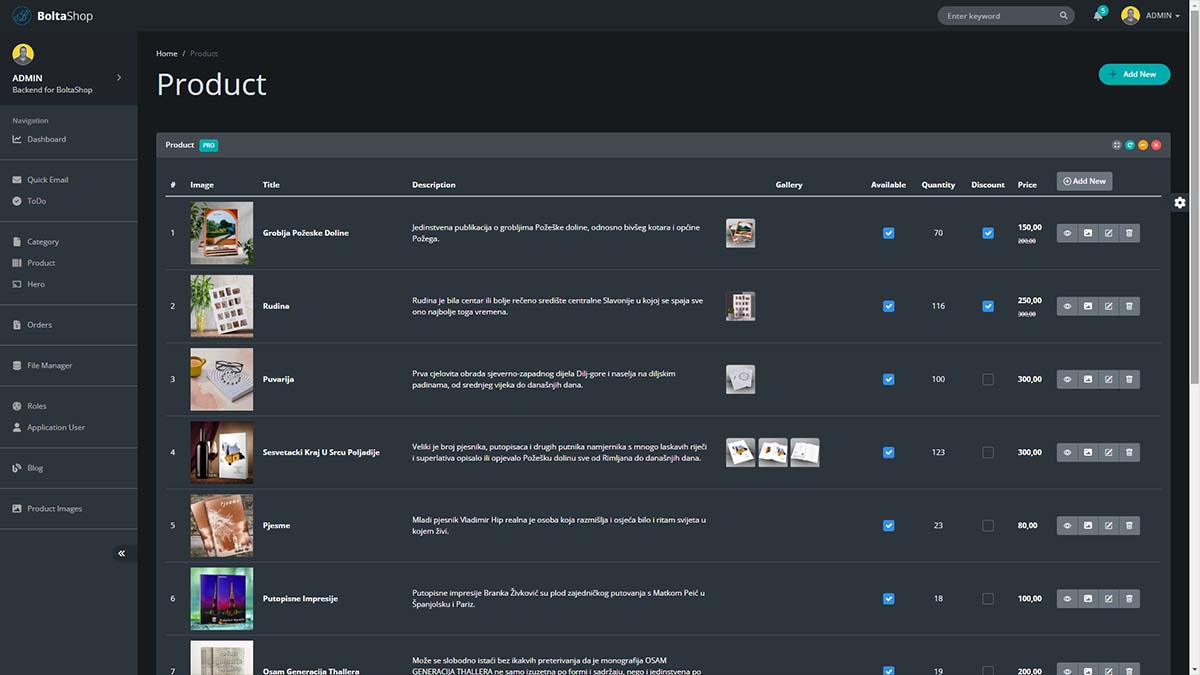 BoltaShop
Enter keyword
5
ADMIN
ADMIN
Backend for BoltaShop
Navigation
Dashboard
Quick Email
ToDo
Category
Product
Hero
Orders
File Manager
Roles
Application User
Blog
Product Images
Home / Product
Product
Add New
Product PRO
# Image Title Description Gallery Available Quantity Discount Price Add New
1 Groblja Požeske Doline
Jedinstvena publikacija o grobljima Požeške doline, odnosno bivšeg kotara i općine
Požega.
70 150,00
200,00
2 Rudina
Rudina je bila centar ili bolje rečeno središte centralne Slavonije u kojoj se spaja sve
ono najbolje toga vremena.
116 250,00
300,00
3 Puvarija
Prva cjelovita obrada sjeverno-zapadnog dijela Dilj-gore i naselja na diljskim
padinama, od srednjeg vijeka do današnjih dana.
100 300,00
4 Sesvetacki Kraj U Srcu Poljadije
Veliki je broj pjesnika, putopisaca i drugih putnika namjernika s mnogo laskavih riječi
i superlativa opisalo ili opjevalo Požešku dolinu sve od Rimljana do današnjih dana.
123 300,00
5 Pjesme
Mladi pjesnik Vladimir Hip realna je osoba koja razmišlja i osjeća bilo i ritam svijeta u
kojem živi.
23 80,00
6 Putopisne Impresije
Putopisne impresije Branka Živković su plod zajedničkog putovanja s Matkom Peić u
Španjolsku i Pariz.
18 100,00
7 Osam Generacija Thallera
Može se slobodno istaći bez ikakvih preterivanja da je monografija OSAM
GENERACIJA THALLERA ne samo izuzetna po formi i sadržaju, nego i jedinstvena po
19 200,00